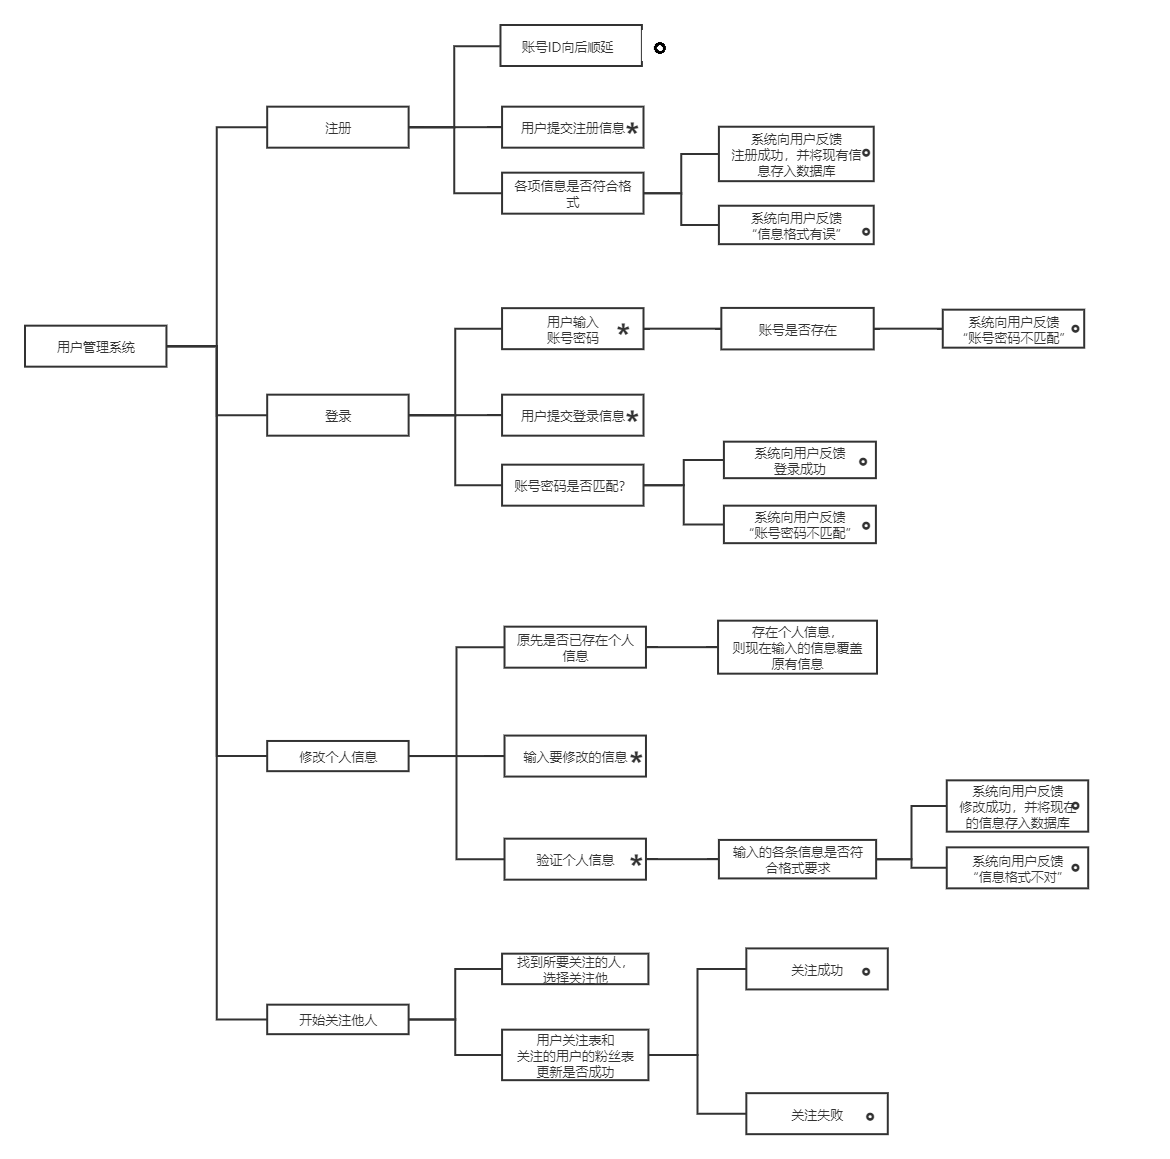 账号ID向后顺延
注册
用户提交注册信息*
系统向用户反馈
注册成功，并将现有信
息存入数据库
各项信息是否符合格
式
系统向用户反馈
“信息格式有误”
用户管理系统
用户输入
账号密码
*
账号是否存在
系统向用户反馈
“账号密码不匹配”
登录
用户提交登录信息*
账号密码是否匹配？
系统向用户反馈
登录成功
系统向用户反馈
“账号密码不匹配”
原先是否已存在个人
信息
存在个人信息，
则现在输入的信息覆盖
原有信息
修改个人信息
输入要修改的信息*
验证个人信息 *
输入的各条信息是否符
合格式要求
系统向用户反馈
修改成功，并将现在
的信息存入数据库
系统向用户反馈
“信息格式不对”
开始关注他人
找到所要关注的人，
选择关注他
用户关注表和
关注的用户的粉丝表
更新是否成功
关注成功
关注失败